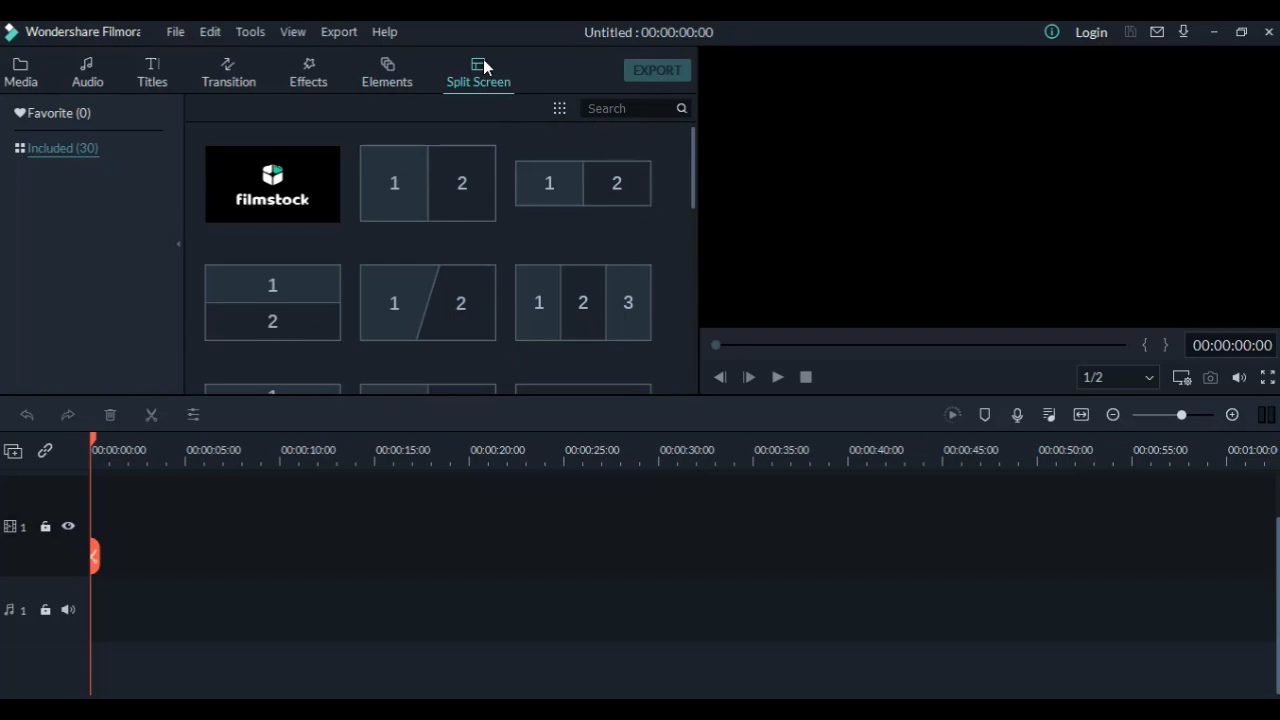 Wondershare Filmora File Edit Tools View Export Help Untitled : 00:00:00:00 Login
Media Audio Titles Transition Effects Elements Split Screen EXPORT
Favorite (0)
Search
Included (30)
filmstock
1 2
1 2
1
2
1 2
1 2 3
1
{ } 00:00:00:00
1/2
00:00:00:00 00:00:05:00 00:00:10:00 00:00:15:00 00:00:20:00 00:00:25:00 00:00:30:00 00:00:35:00 00:00:40:00 00:00:45:00 00:00:50:00 00:00:55:00 00:01:00:0
1
1